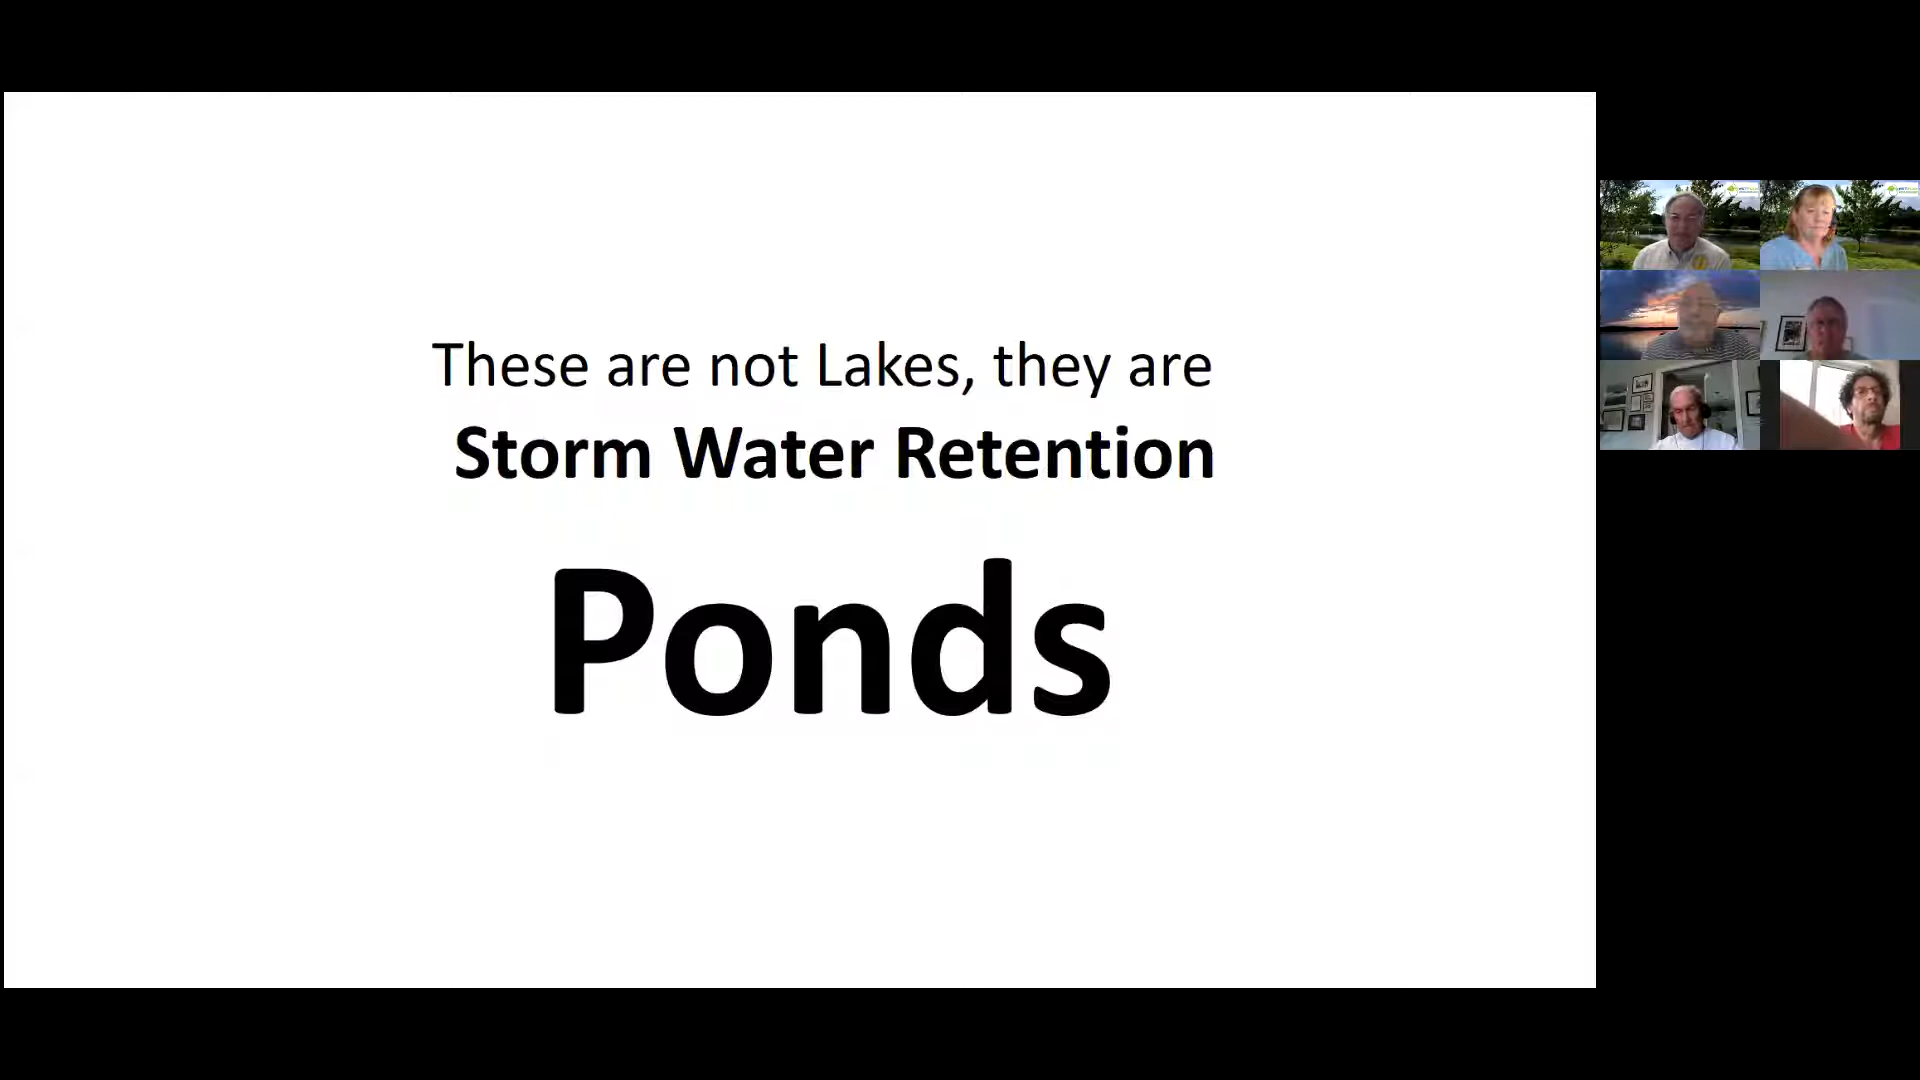 These are not Lakes, they are
Storm Water Retention
Ponds